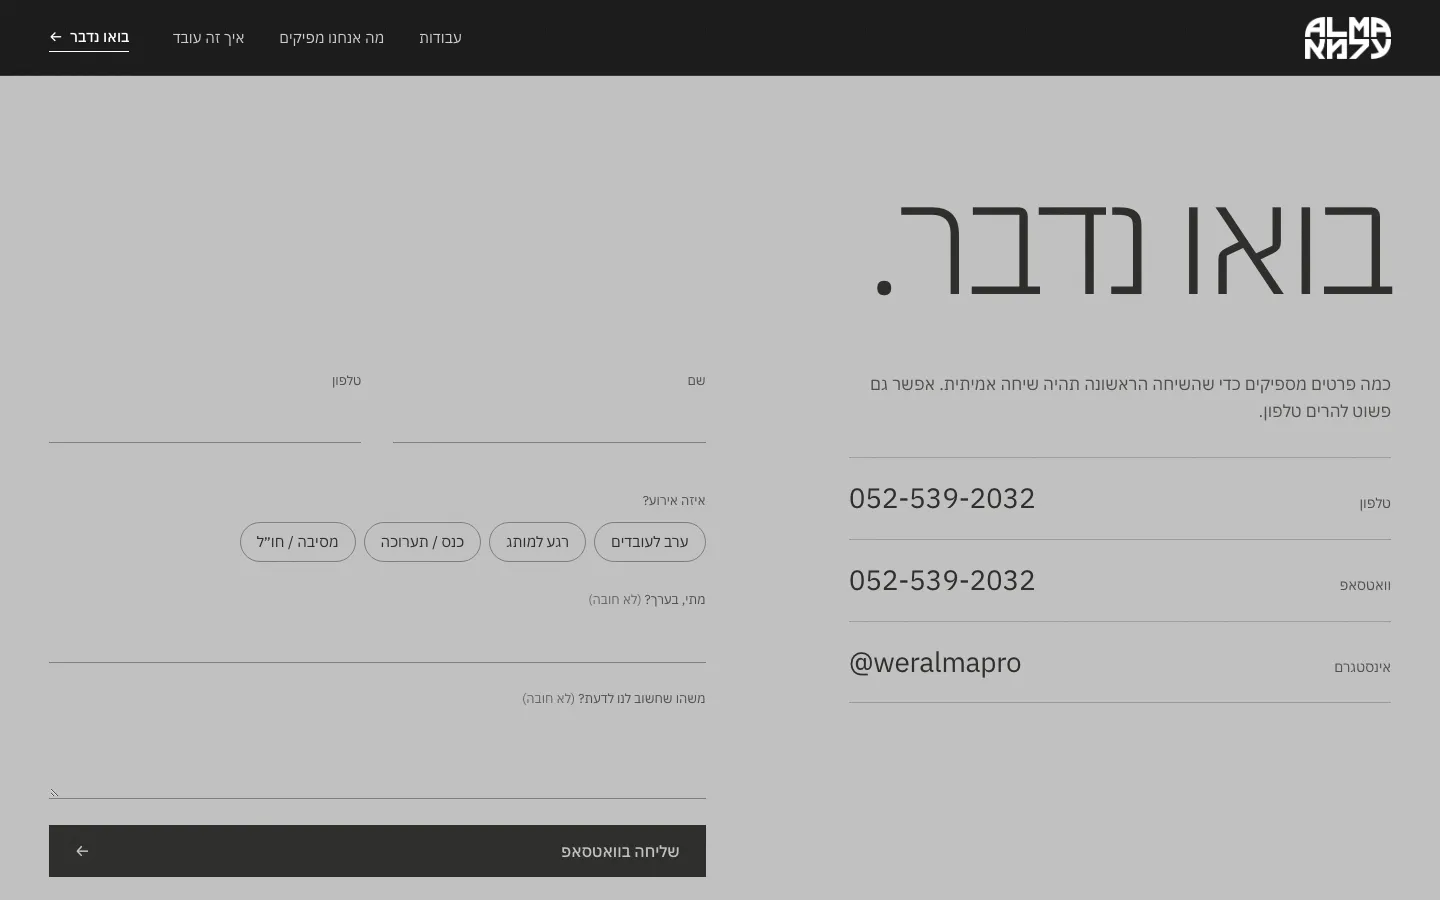 ALMA
עלמא
עבודות
מה אנחנו מפיקים
איך זה עובד
בואו נדבר ←
בואו נדבר.
כמה פרטים מספיקים כדי שהשיחה הראשונה תהיה שיחה אמיתית. אפשר גם
פשוט להרים טלפון.
טלפון 052-539-2032
וואטסאפ 052-539-2032
אינסטגרם @weralmapro
שם
טלפון
איזה אירוע?
ערב לעובדים
רגע למותג
כנס / תערוכה
מסיבה / חו״ל
מתי, בערך? (לא חובה)
משהו שחשוב לנו לדעת? (לא חובה)
שליחה בוואטסאפ ←